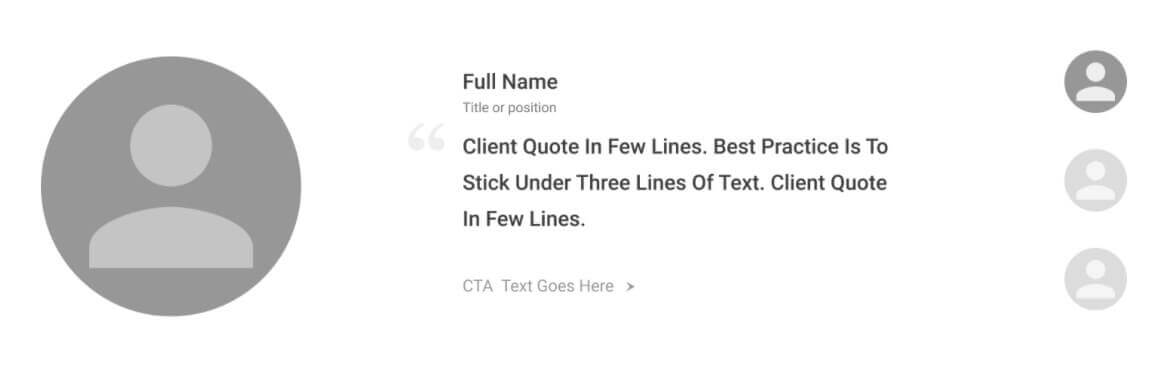 Full Name
Title or position
“
Client Quote In Few Lines. Best Practice Is To
Stick Under Three Lines Of Text. Client Quote
In Few Lines.
CTA  Text Goes Here